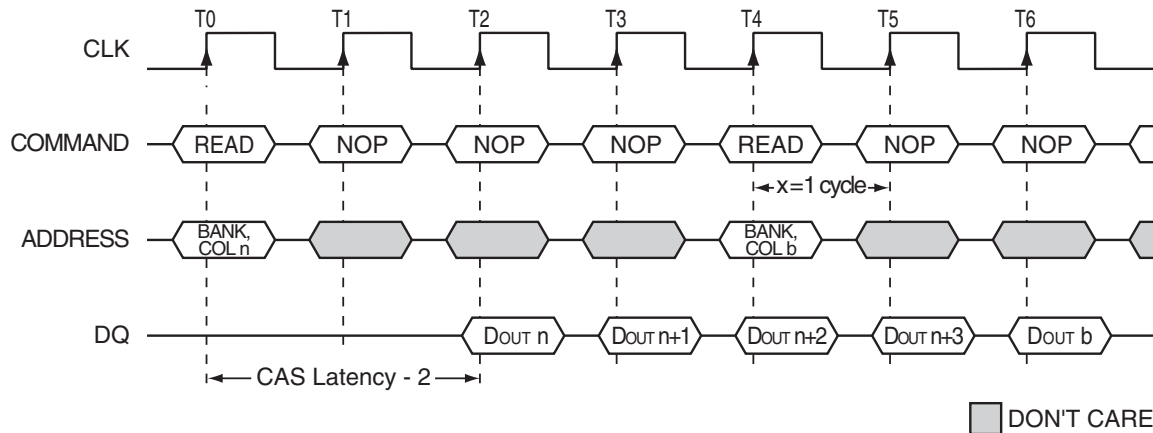 T0 T1 T2 T3 T4 T5 T6
CLK
COMMAND READ NOP NOP NOP READ NOP NOP
x=1 cycle
ADDRESS BANK, COL n BANK, COL b
DQ DOUT n DOUT n+1 DOUT n+2 DOUT n+3 DOUT b
CAS Latency - 2
DON'T CARE